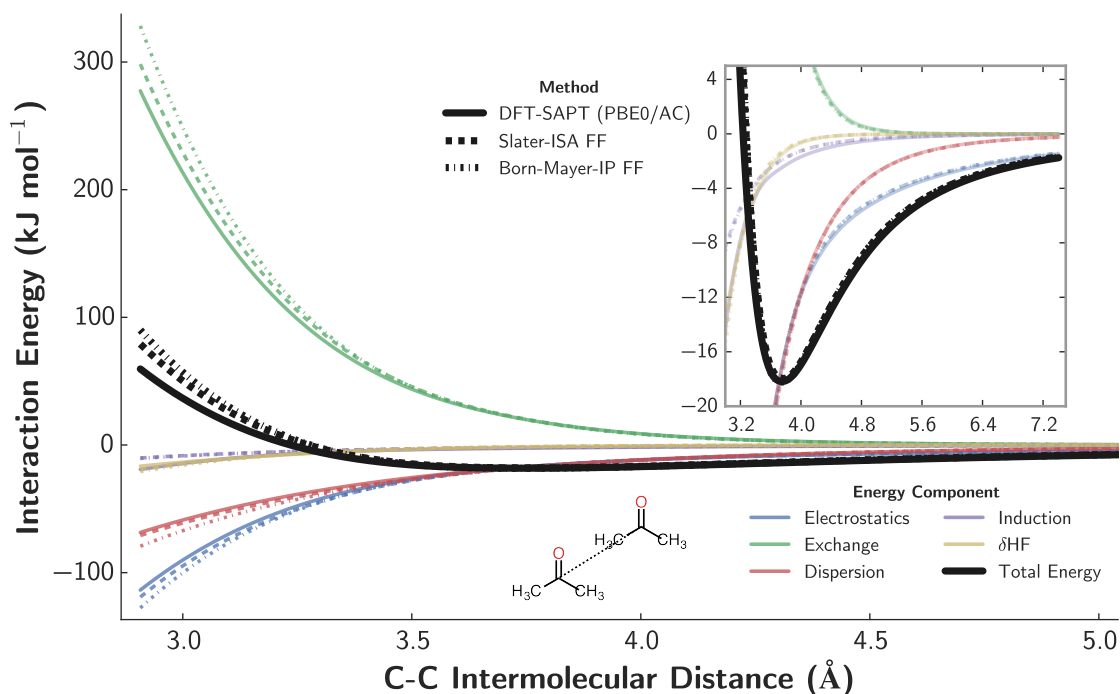 Interaction Energy (kJ mol⁻¹)
300
200
100
0
−100
3.0
3.5
4.0
4.5
5.0
C-C Intermolecular Distance (Å)
Method
DFT-SAPT (PBE0/AC)
Slater-ISA FF
Born-Mayer-IP FF
4
0
−4
−8
−12
−16
−20
3.2
4.0
4.8
5.6
6.4
7.2
O
H₃C
CH₃
O
H₃C
CH₃
Energy Component
Electrostatics
Induction
Exchange
δHF
Dispersion
Total Energy